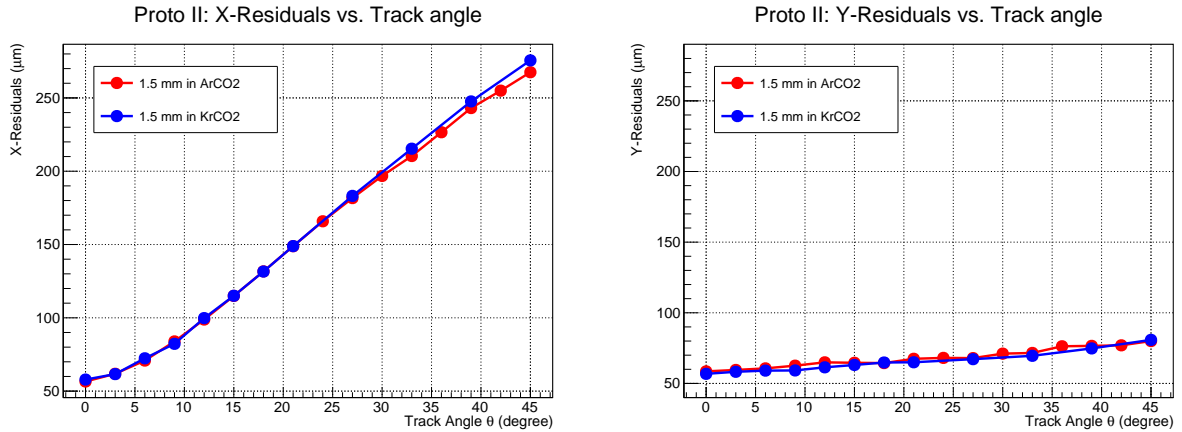 Proto II: X-Residuals vs. Track angle
X-Residuals (μm)
250
200
150
100
50
1.5 mm in ArCO2
1.5 mm in KrCO2
0 5 10 15 20 25 30 35 40 45
Track Angle θ (degree)
Proto II: Y-Residuals vs. Track angle
Y-Residuals (μm)
250
200
150
100
50
1.5 mm in ArCO2
1.5 mm in KrCO2
0 5 10 15 20 25 30 35 40 45
Track Angle θ (degree)